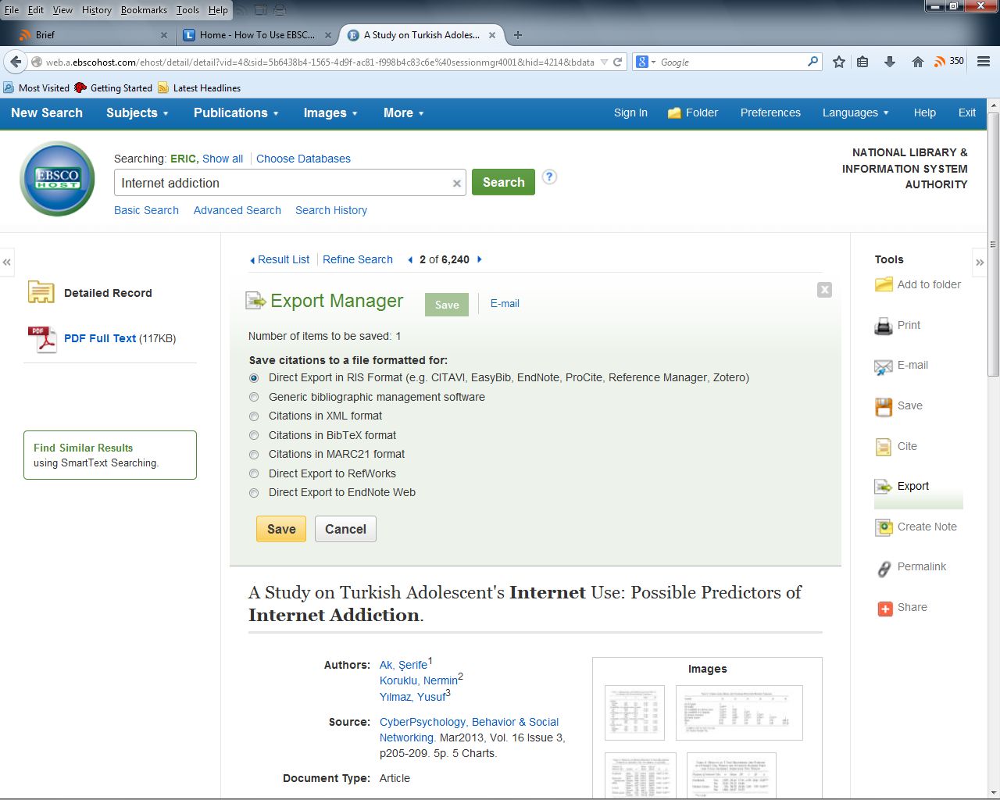 File Edit View History Bookmarks Tools Help
Brief
Home - How To Use EBSC...
A Study on Turkish Adoles...
web.a.ebscohost.com/ehost/detail/detail?vid=4&sid=5b6438b4-1565-4d9f-ac81-f998b4c83c6e%40sessionmgr4001&hid=4214&bdata
Google
350
Most Visited Getting Started Latest Headlines
New Search Subjects Publications Images More Sign In Folder Preferences Languages Help Exit
EBSCO
HOST
Searching: ERIC, Show all Choose Databases
Internet addiction
Search
?
Basic Search Advanced Search Search History
NATIONAL LIBRARY &
INFORMATION SYSTEM
AUTHORITY
Detailed Record
PDF
PDF Full Text (117KB)
Find Similar Results
using SmartText Searching.
Result List Refine Search 2 of 6,240
Export Manager Save E-mail
Number of items to be saved: 1
Save citations to a file formatted for:
Direct Export in RIS Format (e.g. CITAVI, EasyBib, EndNote, ProCite, Reference Manager, Zotero)
Generic bibliographic management software
Citations in XML format
Citations in BibTeX format
Citations in MARC21 format
Direct Export to RefWorks
Direct Export to EndNote Web
Save Cancel
A Study on Turkish Adolescent's Internet Use: Possible Predictors of
Internet Addiction.
Authors: Ak, Şerife1
Koruklu, Nermin2
Yılmaz, Yusuf3
Source: CyberPsychology, Behavior & Social
Networking. Mar2013, Vol. 16 Issue 3,
p205-209. 5p. 5 Charts.
Document Type: Article
Images
Tools
Add to folder
Print
E-mail
Save
Cite
Export
Create Note
Permalink
Share